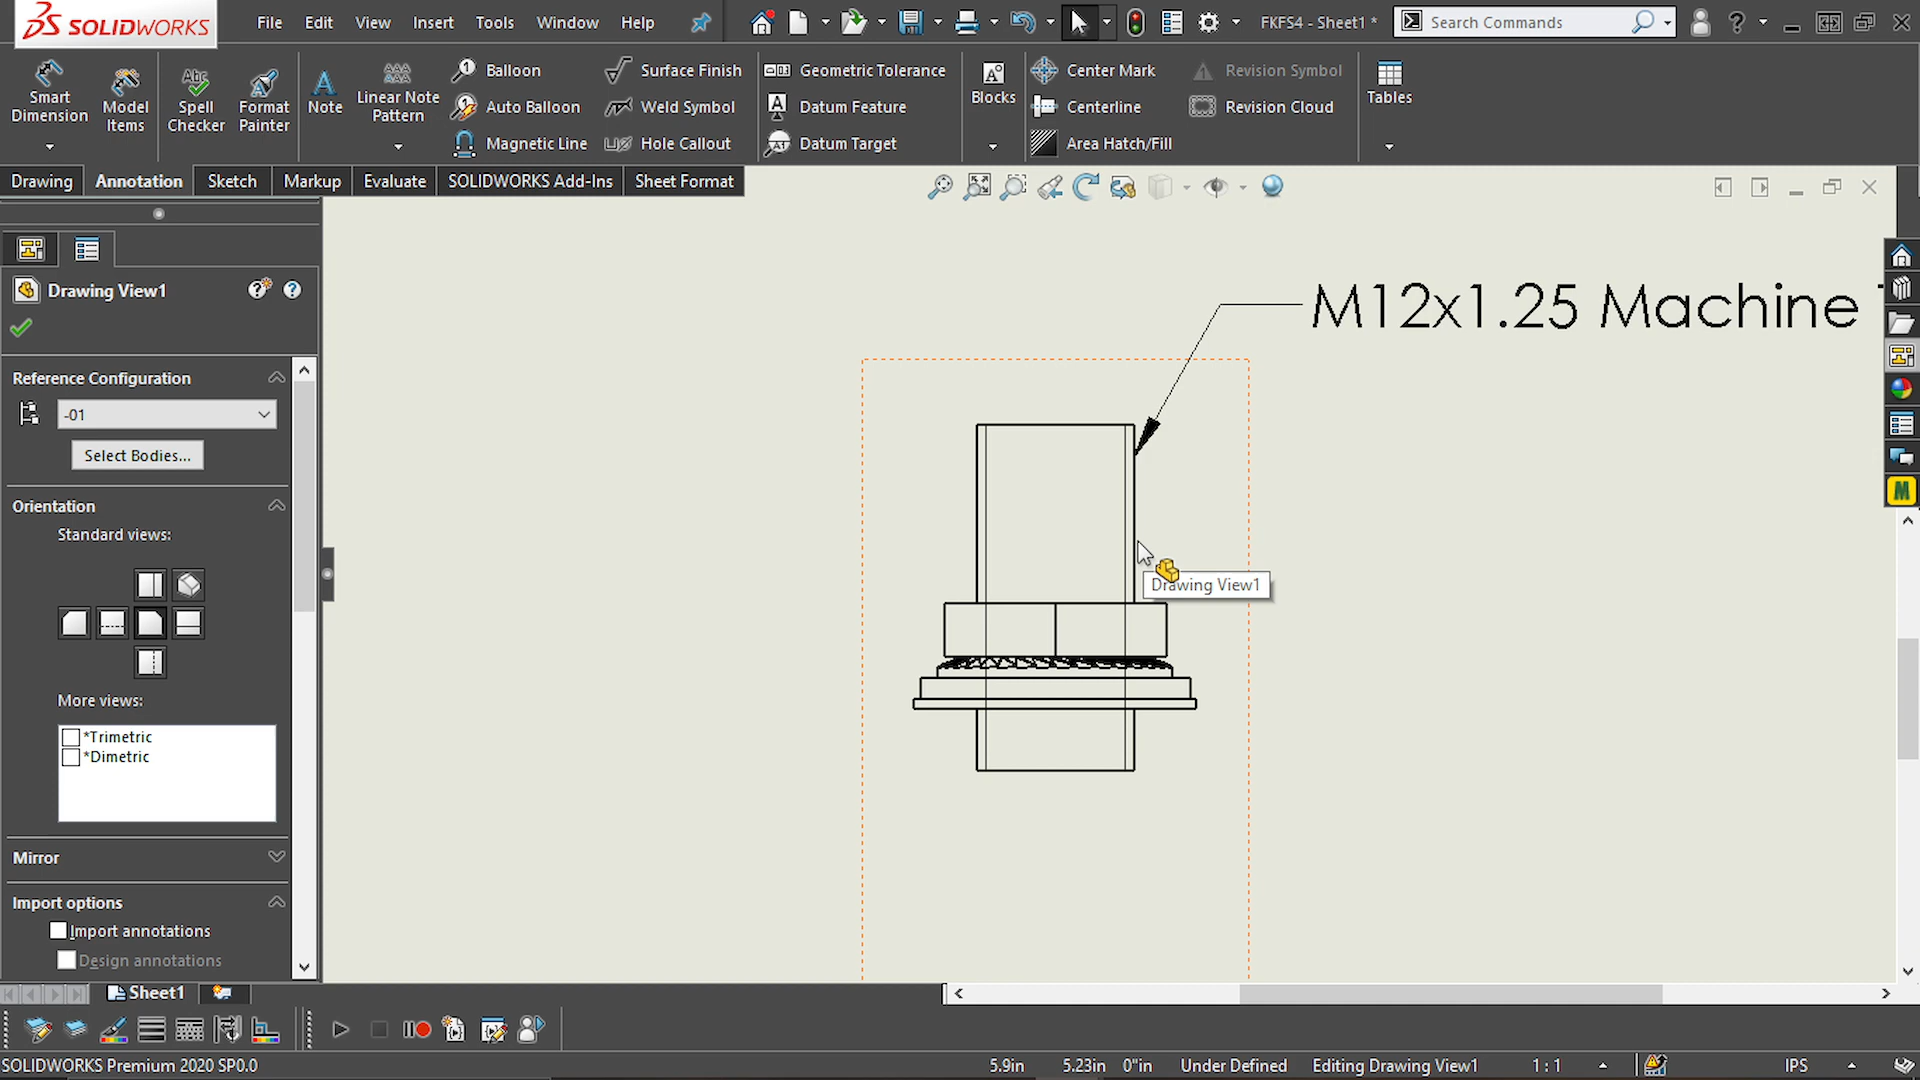 SOLIDWORKS
File Edit View Insert Tools Window Help
FKFS4 - Sheet1 *
Search Commands
Smart Dimension
Model Items
Spell Checker
Format Painter
Note
Linear Note Pattern
Balloon
Auto Balloon
Magnetic Line
Surface Finish
Weld Symbol
Hole Callout
Geometric Tolerance
Datum Feature
Datum Target
Blocks
Center Mark
Centerline
Area Hatch/Fill
Revision Symbol
Revision Cloud
Tables
Drawing Annotation Sketch Markup Evaluate SOLIDWORKS Add-Ins Sheet Format
Drawing View1
Reference Configuration
-01
Select Bodies...
Orientation
Standard views:
More views:
*Trimetric
*Dimetric
Mirror
Import options
Import annotations
Design annotations
M12x1.25 Machine
Drawing View1
Sheet1
SOLIDWORKS Premium 2020 SP0.0
5.9in 5.23in 0"in Under Defined Editing Drawing View1 1 : 1 IPS